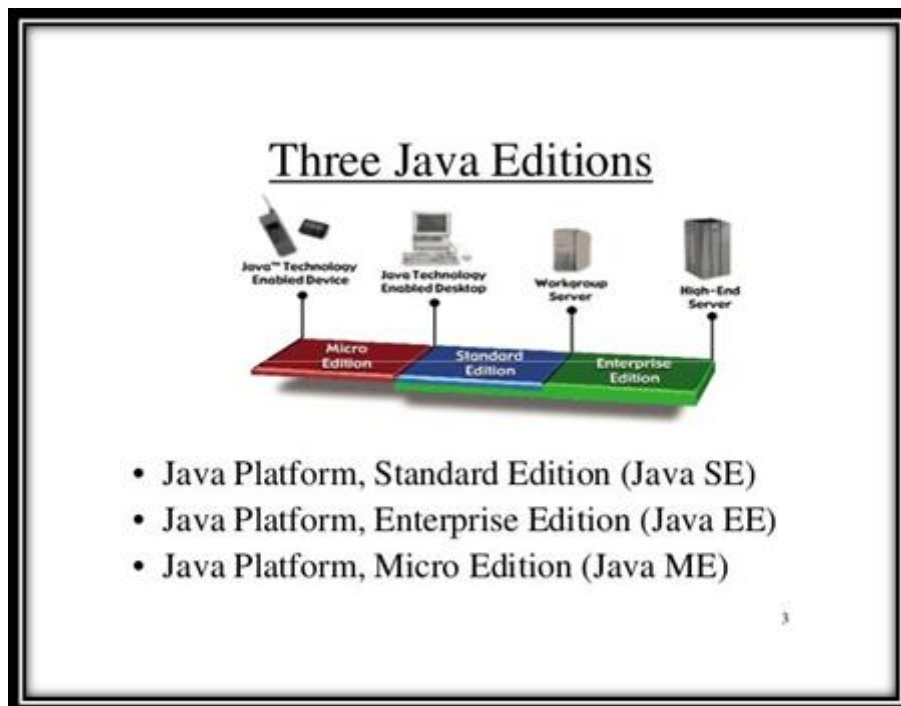 Three Java Editions
Java™ Technology
Enabled Device
Java Technology
Enabled Desktop
Workgroup
Server
High-End
Server
Micro
Edition
Standard
Edition
Enterprise
Edition
• Java Platform, Standard Edition (Java SE)
• Java Platform, Enterprise Edition (Java EE)
• Java Platform, Micro Edition (Java ME)
3